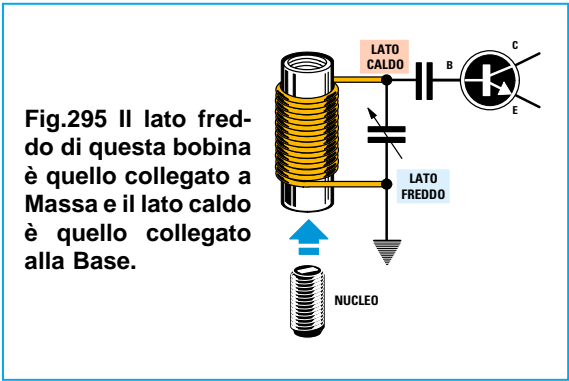 Fig.295 Il lato fred-
do di questa bobina
è quello collegato a
Massa e il lato caldo
è quello collegato
alla Base.
LATO
CALDO
B
C
E
LATO
FREDDO
NUCLEO